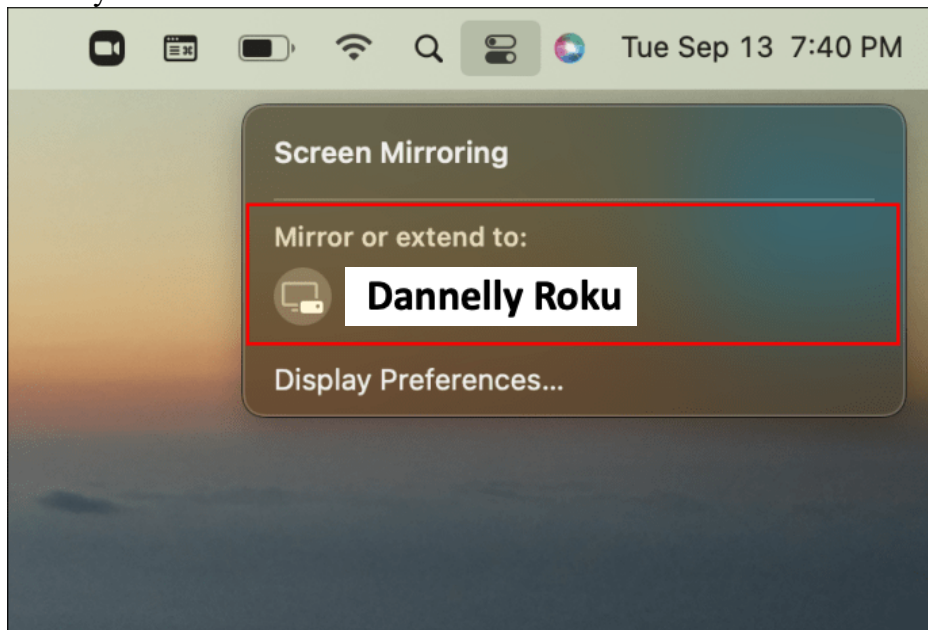 Tue Sep 13 7:40 PM
Screen Mirroring
Mirror or extend to:
Dannelly Roku
Display Preferences...